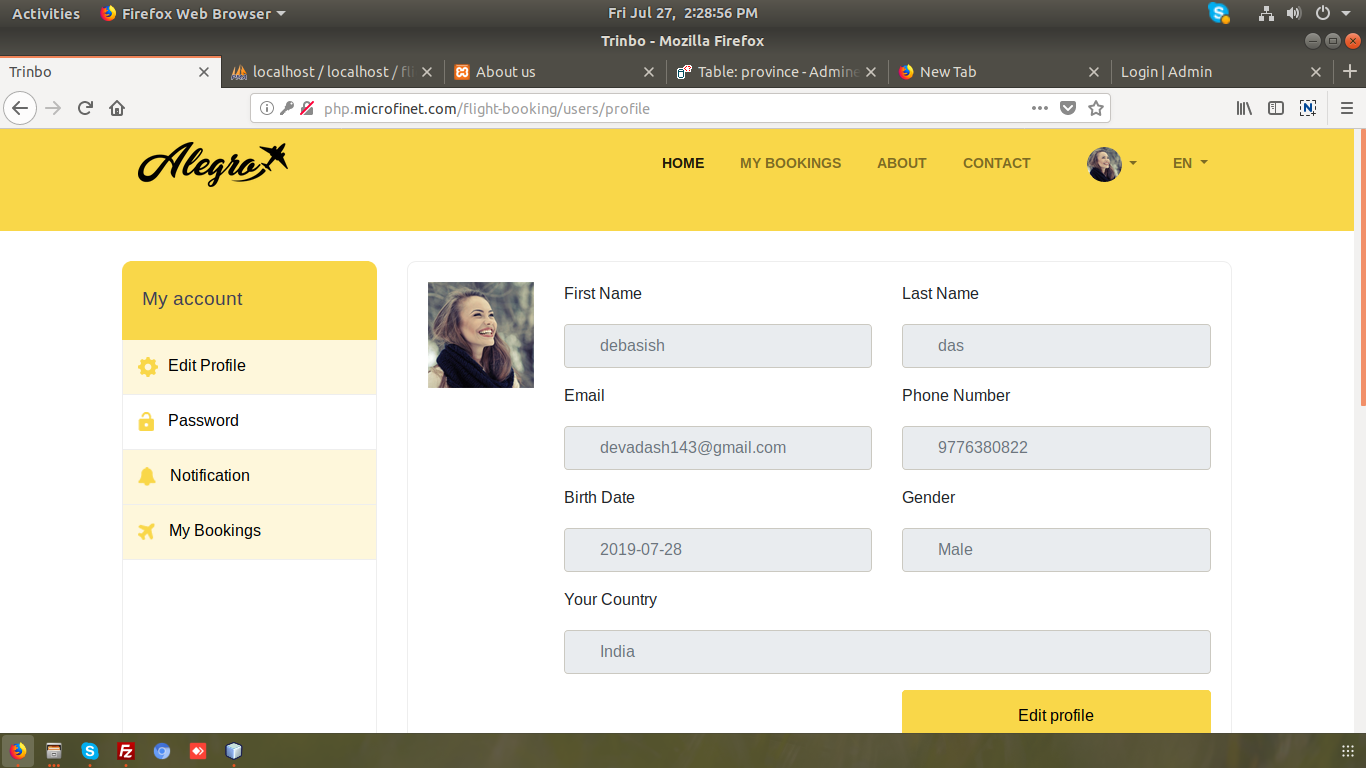 Activities Firefox Web Browser Fri Jul 27, 2:28:56 PM
Trinbo - Mozilla Firefox
Trinbo localhost / localhost / fli About us Table: province - Admine New Tab Login | Admin
php.microfinet.com/flight-booking/users/profile
Alegro HOME MY BOOKINGS ABOUT CONTACT EN
My account
Edit Profile
Password
Notification
My Bookings
First Name Last Name
debasish das
Email Phone Number
devadash143@gmail.com 9776380822
Birth Date Gender
2019-07-28 Male
Your Country
India
Edit profile